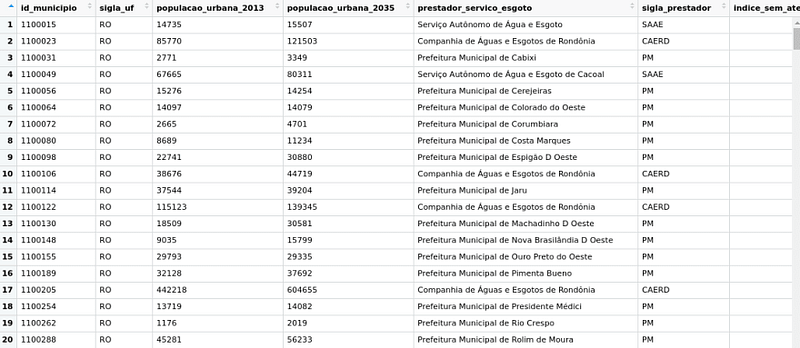 id_municipio sigla_uf populacao_urbana_2013 populacao_urbana_2035 prestador_servico_esgoto sigla_prestador indice_sem_ate
1 1100015 RO 14735 15507 Serviço Autônomo de Água e Esgoto SAAE
2 1100023 RO 85770 121503 Companhia de Águas e Esgotos de Rondônia CAERD
3 1100031 RO 2771 3349 Prefeitura Municipal de Cabixi PM
4 1100049 RO 67665 80311 Serviço Autônomo de Água e Esgoto de Cacoal SAAE
5 1100056 RO 15276 14254 Prefeitura Municipal de Cerejeiras PM
6 1100064 RO 14097 14079 Prefeitura Municipal de Colorado do Oeste PM
7 1100072 RO 2665 4701 Prefeitura Municipal de Corumbiara PM
8 1100080 RO 8689 11234 Prefeitura Municipal de Costa Marques PM
9 1100098 RO 22741 30880 Prefeitura Municipal de Espigão D Oeste PM
10 1100106 RO 38676 44719 Companhia de Águas e Esgotos de Rondônia CAERD
11 1100114 RO 37544 39204 Prefeitura Municipal de Jaru PM
12 1100122 RO 115123 139345 Companhia de Águas e Esgotos de Rondônia CAERD
13 1100130 RO 18509 30581 Prefeitura Municipal de Machadinho D Oeste PM
14 1100148 RO 9035 15799 Prefeitura Municipal de Nova Brasilândia D Oeste PM
15 1100155 RO 29793 29335 Prefeitura Municipal de Ouro Preto do Oeste PM
16 1100189 RO 32128 37692 Prefeitura Municipal de Pimenta Bueno PM
17 1100205 RO 442218 604655 Companhia de Águas e Esgotos de Rondônia CAERD
18 1100254 RO 13719 14082 Prefeitura Municipal de Presidente Médici PM
19 1100262 RO 1176 2019 Prefeitura Municipal de Rio Crespo PM
20 1100288 RO 45281 56233 Prefeitura Municipal de Rolim de Moura PM